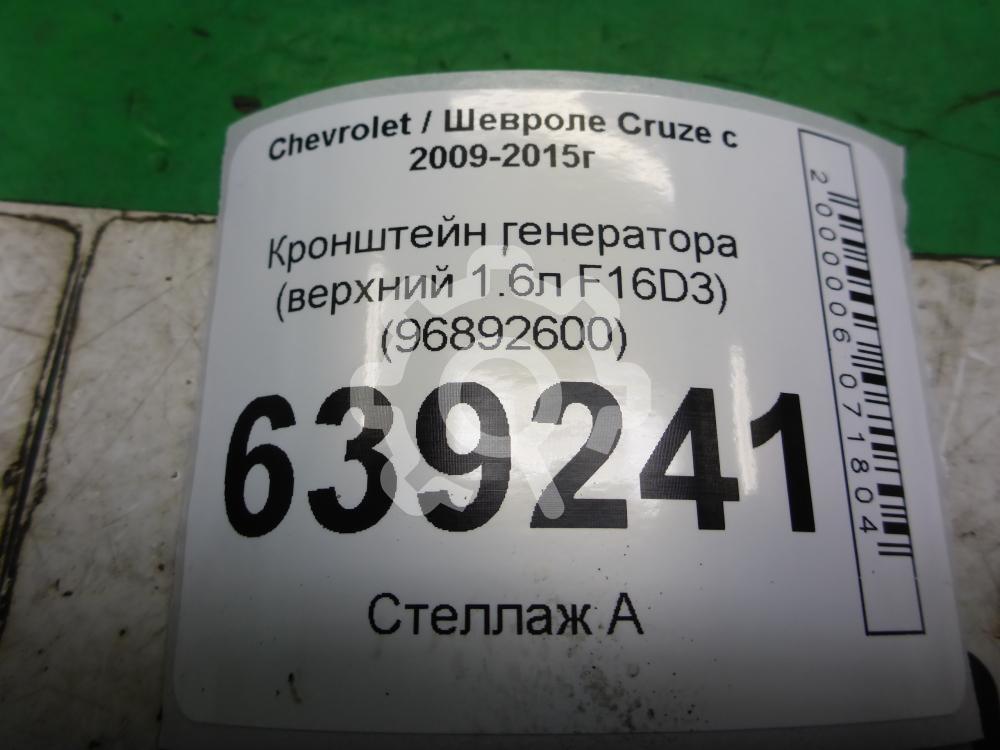 Chevrolet / Шевроле Cruze с
2009-2015г
Кронштейн генератора
(верхний 1.6л F16D3)
(96892600)
639241
Стеллаж А
2000006071804